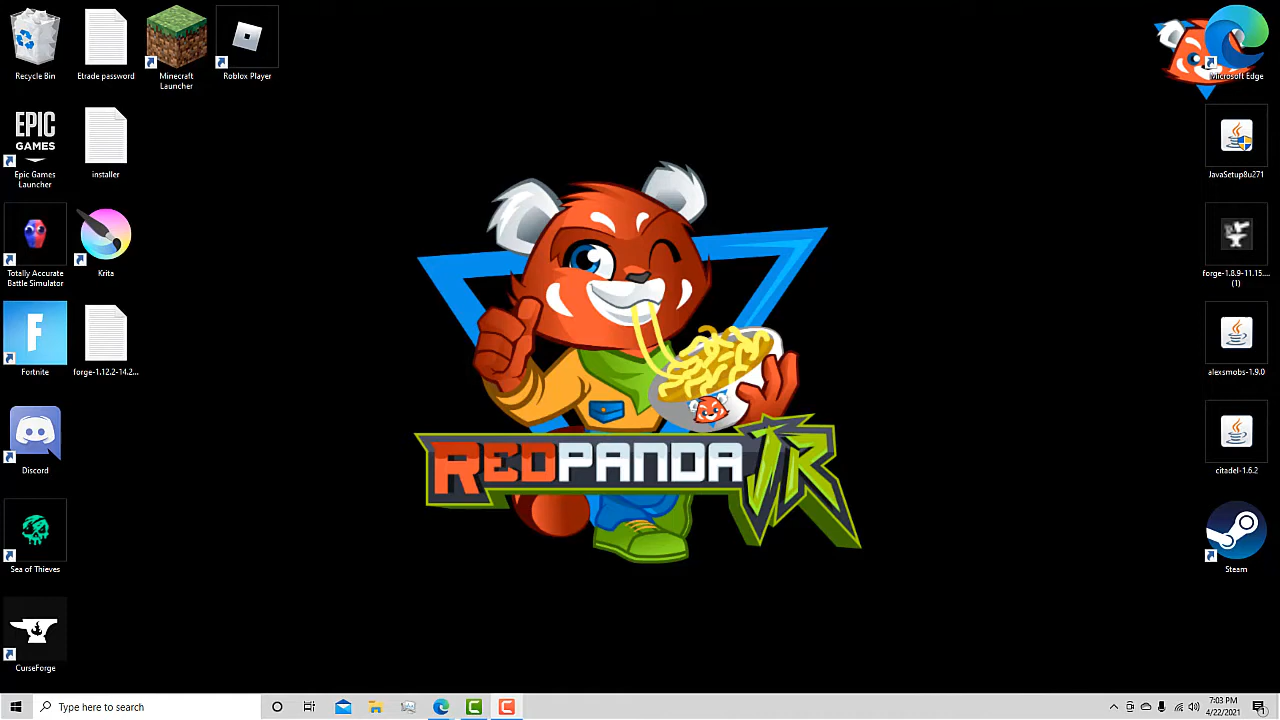 Recycle Bin
Etrade password
Minecraft
Launcher
Roblox Player
Microsoft Edge
EPIC
GAMES
Epic Games
Launcher
installer
JavaSetup8u271
Totally Accurate
Battle Simulator
Krita
forge-1.8.9-11.15....
(1)
F
Fortnite
forge-1.12.2-14.2...
alexsmobs-1.9.0
Discord
REDPANDA JR
citadel-1.6.2
Sea of Thieves
Steam
CurseForge
Type here to search
7:03 PM
4/22/2021
1